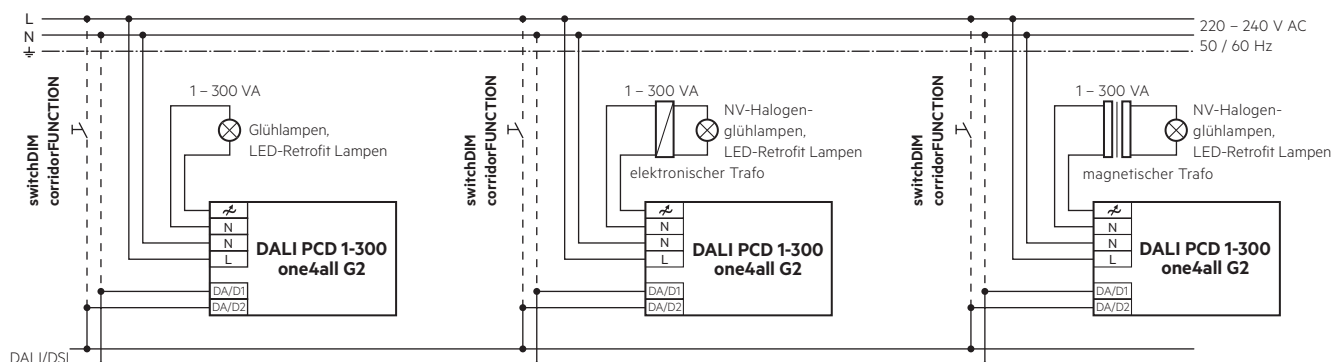 L
N
220 – 240 V AC
50 / 60 Hz
switchDIM
corridorFUNCTION
1 – 300 VA
Glühlampen,
LED-Retrofit Lampen
N
N
L
DA/D1
DA/D2
DALI PCD 1-300
one4all G2
switchDIM
corridorFUNCTION
1 – 300 VA
NV-Halogen-
glühlampen,
LED-Retrofit Lampen
elektronischer Trafo
N
N
L
DA/D1
DA/D2
DALI PCD 1-300
one4all G2
switchDIM
corridorFUNCTION
1 – 300 VA
NV-Halogen-
glühlampen,
LED-Retrofit Lampen
magnetischer Trafo
N
N
L
DA/D1
DA/D2
DALI PCD 1-300
one4all G2
DALI/DSI